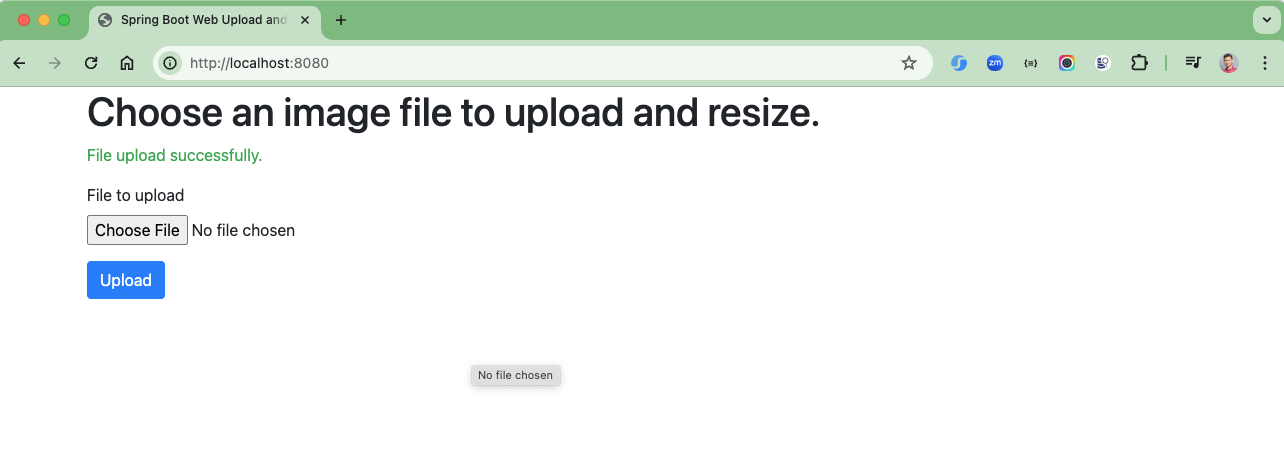 Spring Boot Web Upload and
http://localhost:8080
zm
{≡}
Choose an image file to upload and resize.
File upload successfully.
File to upload
Choose File No file chosen
Upload
No file chosen